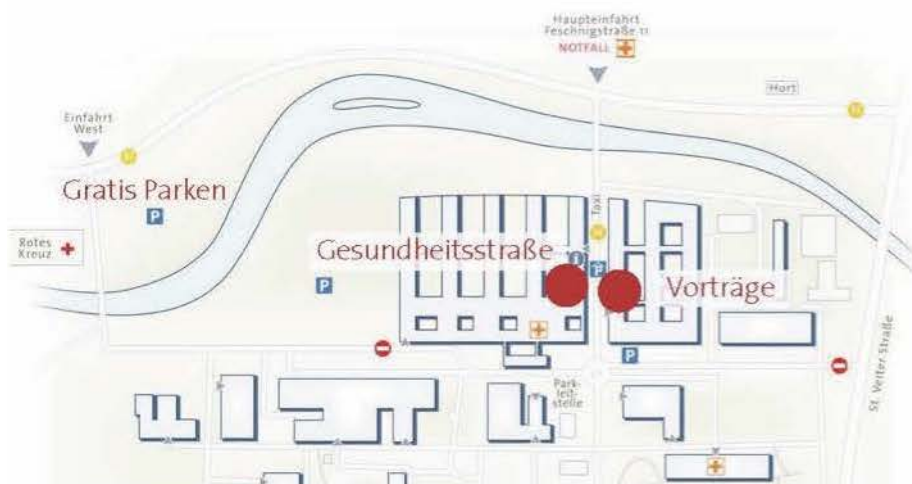 Haupteinfahrt
Feschnigstraße 11
NOTFALL
Hort
Einfahrt
West
H
H
Gratis Parken
P
Taxi
Rotes
Kreuz
H
Gesundheitsstraße
i
P
P
Vorträge
P
St. Veiter Straße
Park-
leit-
stelle